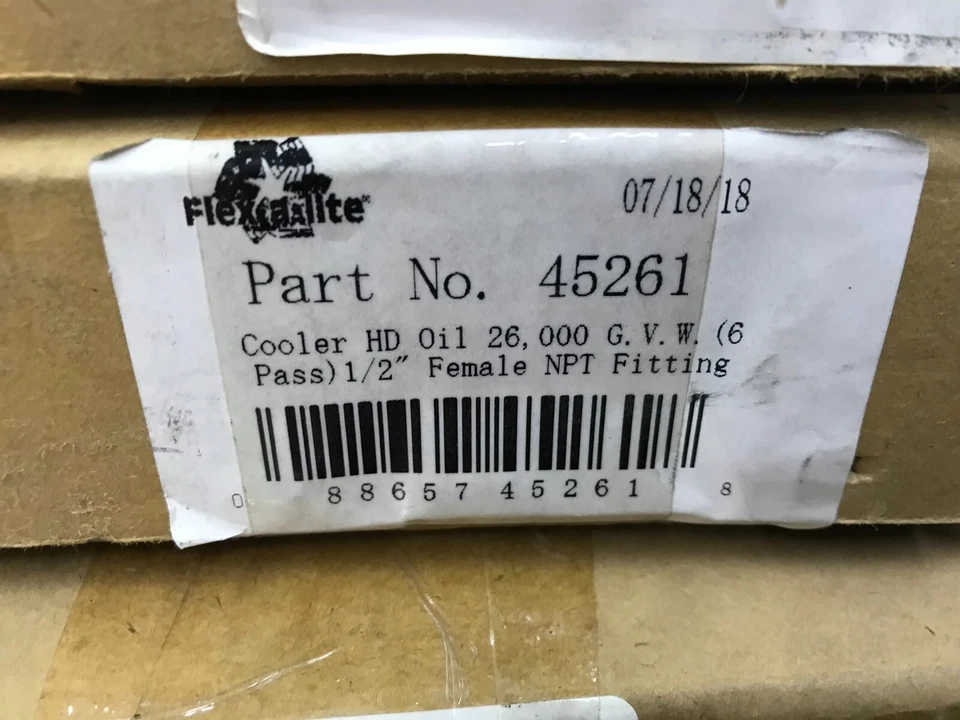 Flex-a-lite
07/18/18
Part No. 45261
Cooler HD Oil 26,000 G.V.W. (6
Pass)1/2" Female NPT Fitting
0 88657 45261 8